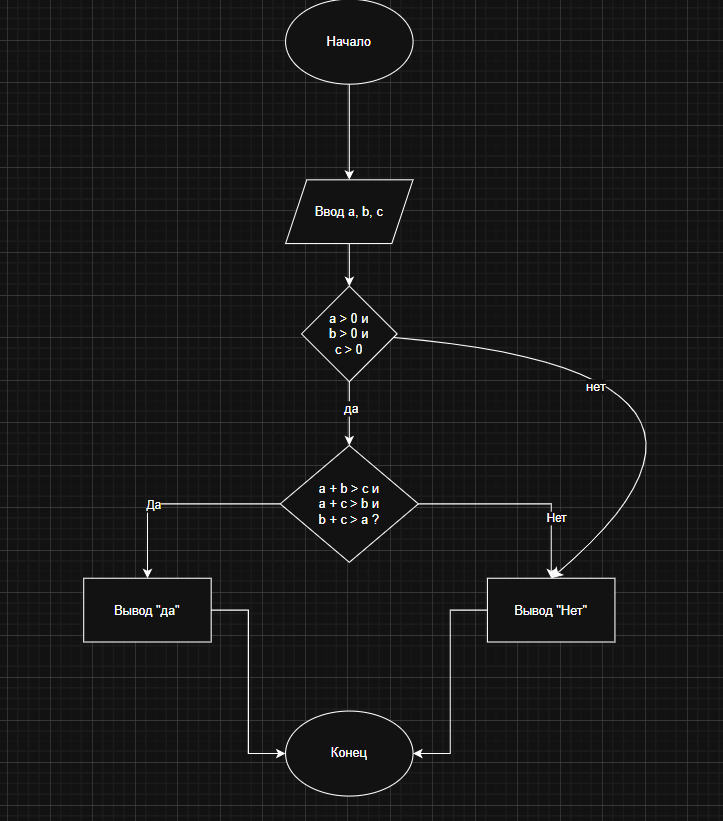 Начало
Ввод a, b, c
a > 0 и
b > 0 и
c > 0
нет
да
a + b > c и
a + c > b и
b + c > a ?
Да
Нет
Вывод "да"
Вывод "Нет"
Конец